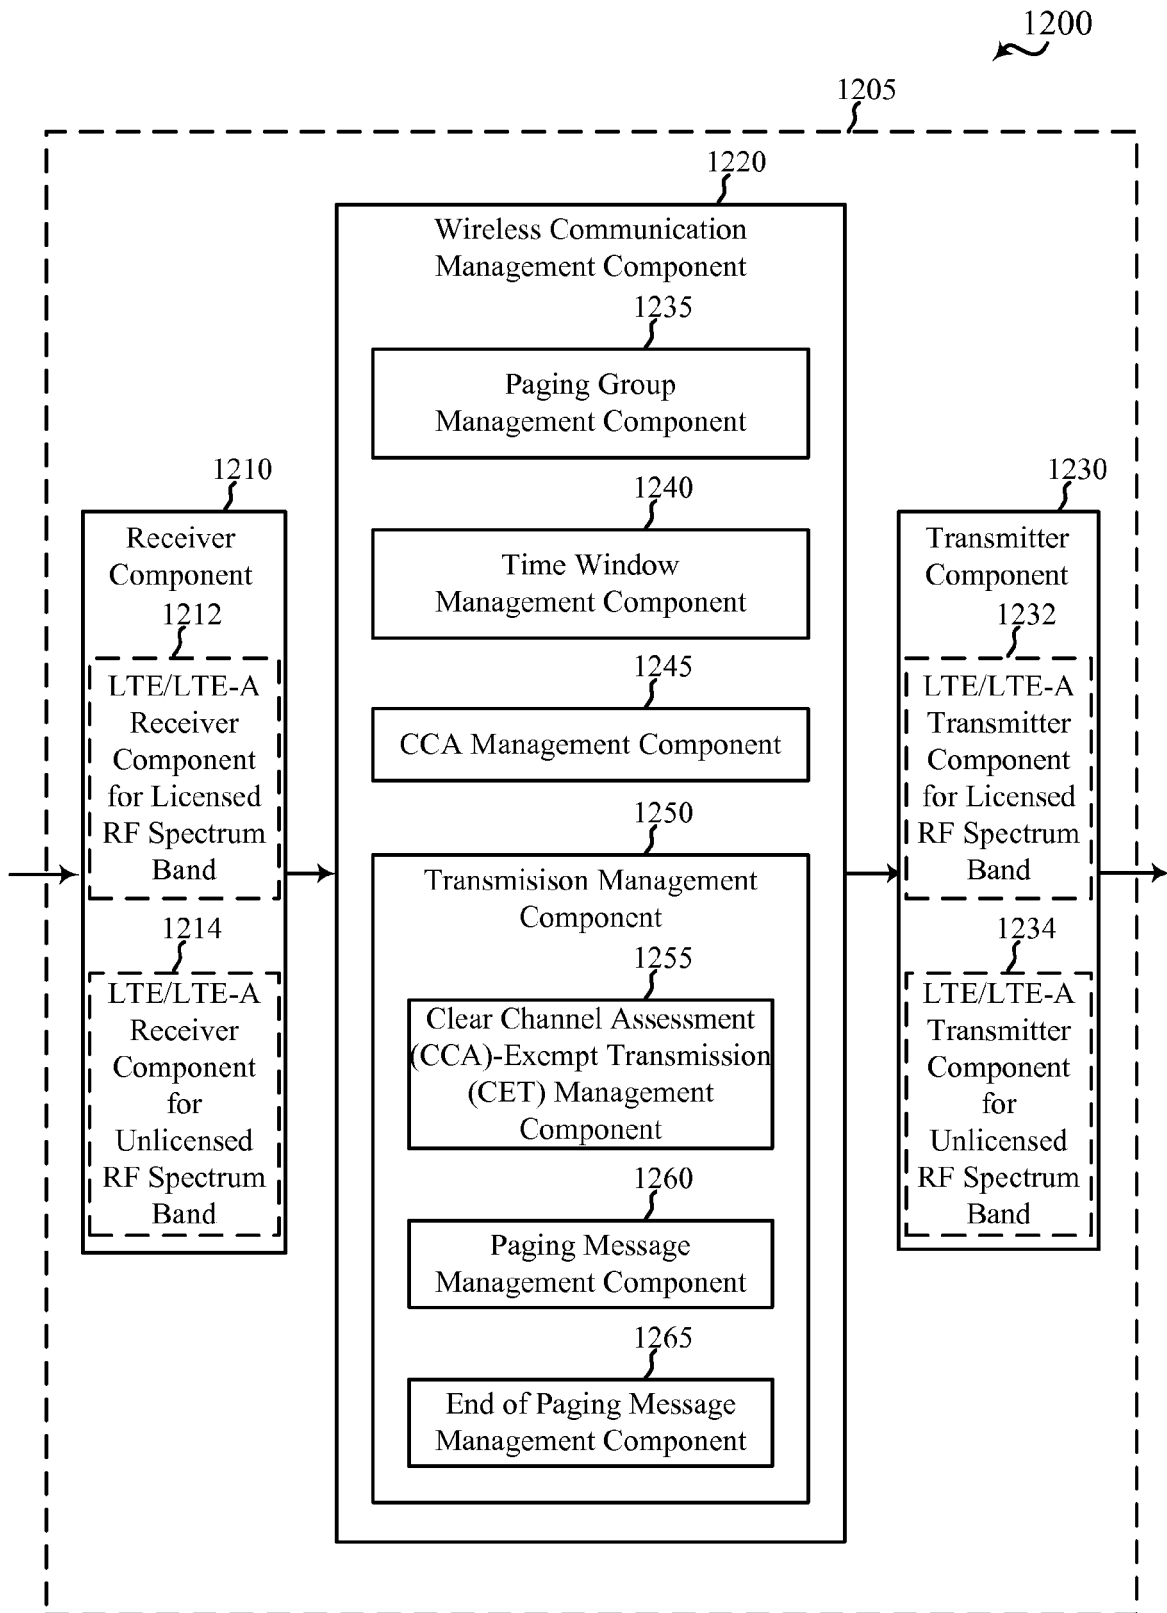 1200
1205
1220
Wireless Communication
Management Component
1235
Paging Group
Management Component
1210
Receiver
Component
1212
LTE/LTE-A
Receiver
Component
for Licensed
RF Spectrum
Band
1214
LTE/LTE-A
Receiver
Component
for
Unlicensed
RF Spectrum
Band
1240
Time Window
Management Component
1245
CCA Management Component
1250
Transmisison Management
Component
1255
Clear Channel Assessment
(CCA)-Exempt Transmission
(CET) Management
Component
1260
Paging Message
Management Component
1265
End of Paging Message
Management Component
1230
Transmitter
Component
1232
LTE/LTE-A
Transmitter
Component
for Licensed
RF Spectrum
Band
1234
LTE/LTE-A
Transmitter
Component
for
Unlicensed
RF Spectrum
Band